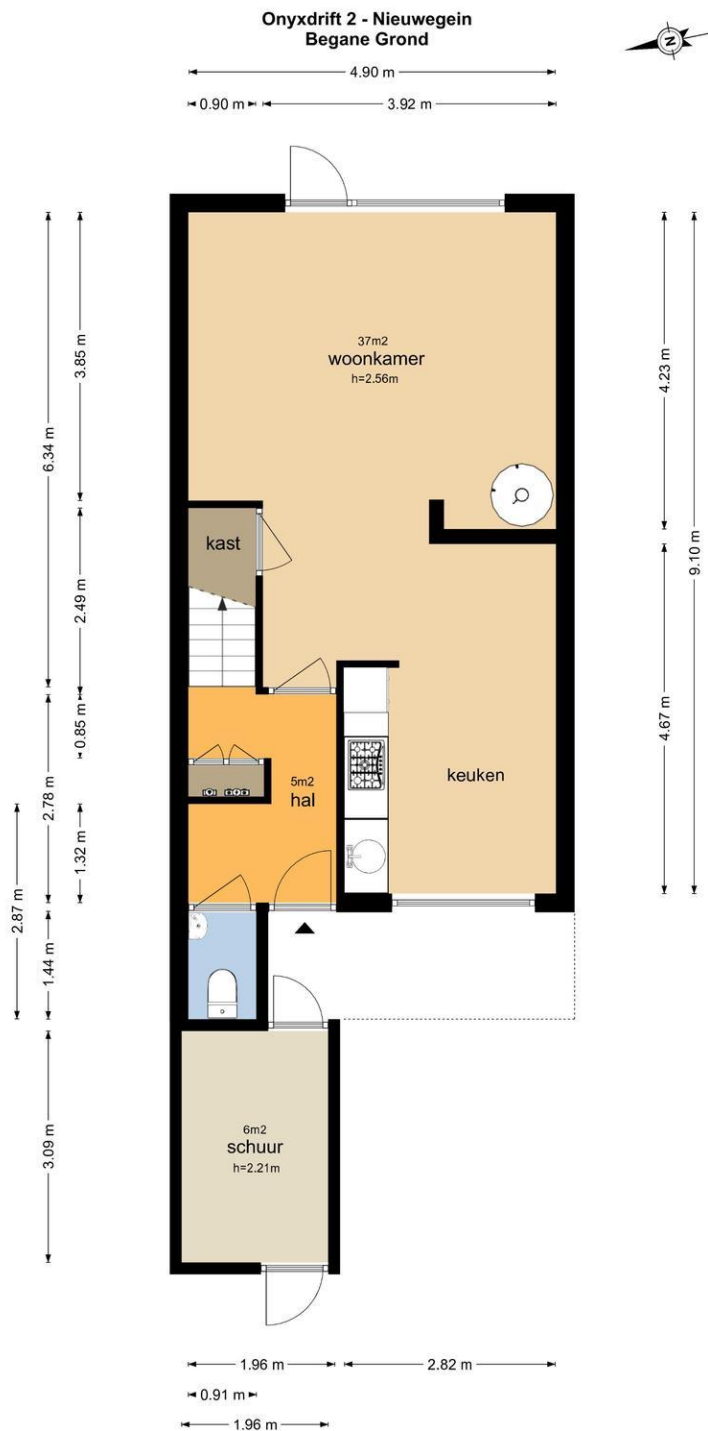 Onyxdrift 2 - Nieuwegein
Begane Grond
N
4.90 m
0.90 m
3.92 m
37m2
woonkamer
h=2.56m
3.85 m
6.34 m
4.23 m
9.10 m
kast
2.49 m
0.85 m
2.78 m
4.67 m
keuken
5m2
hal
1.32 m
2.87 m
1.44 m
6m2
schuur
h=2.21m
3.09 m
1.96 m
2.82 m
0.91 m
1.96 m